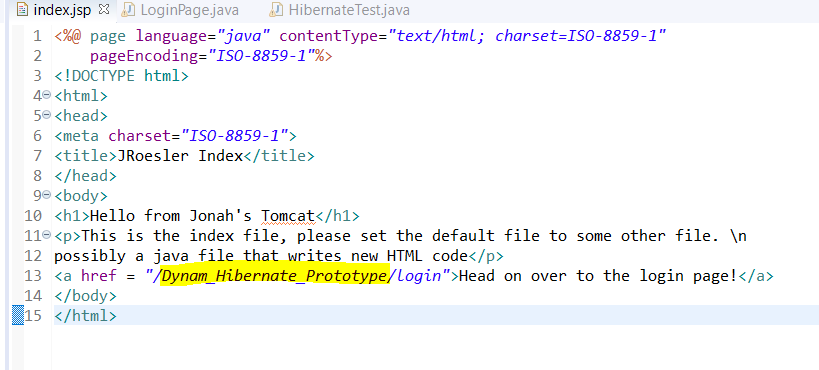 index.jsp LoginPage.java HibernateTest.java
1 <%@ page language="java" contentType="text/html; charset=ISO-8859-1"
2     pageEncoding="ISO-8859-1"%>
3 <!DOCTYPE html>
4 <html>
5 <head>
6 <meta charset="ISO-8859-1">
7 <title>JRoesler Index</title>
8 </head>
9 <body>
10 <h1>Hello from Jonah's Tomcat</h1>
11 <p>This is the index file, please set the default file to some other file. \n
12 possibly a java file that writes new HTML code</p>
13 <a href = "/Dynam_Hibernate_Prototype/login">Head on over to the login page!</a>
14 </body>
15 </html>